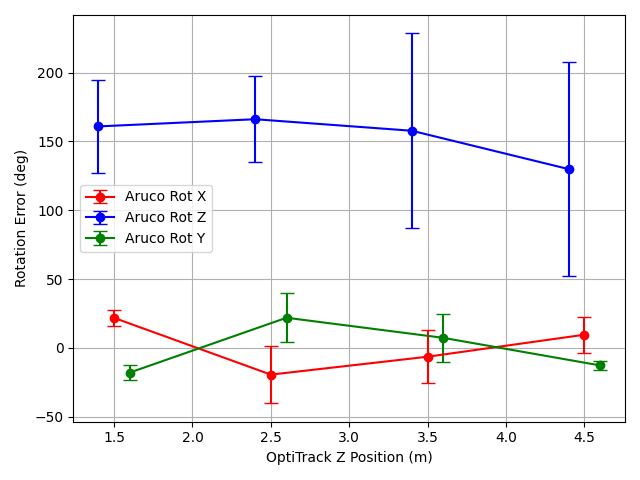 200
150
100
50
0
−50
Rotation Error (deg)
Aruco Rot X
Aruco Rot Z
Aruco Rot Y
1.5 2.0 2.5 3.0 3.5 4.0 4.5
OptiTrack Z Position (m)